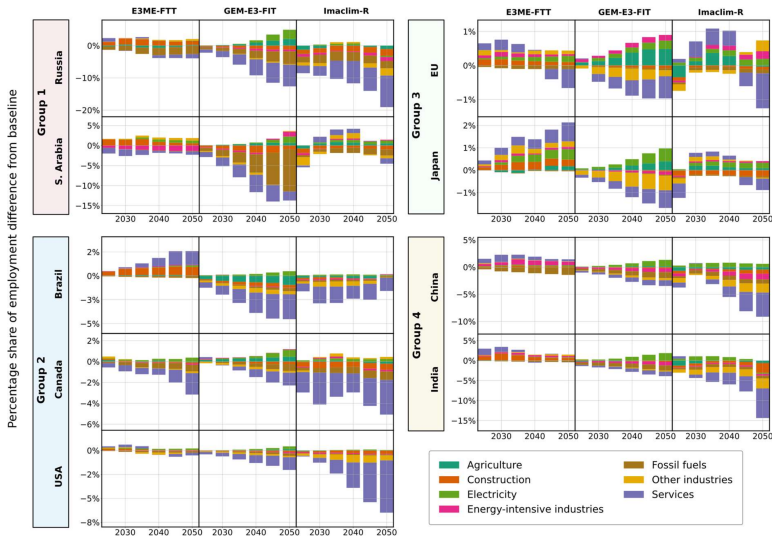 Percentage share of employment difference from baseline
E3ME-FTT GEM-E3-FIT Imaclim-R
Group 1
Russia
0%
−10%
−20%
S. Arabia
5%
0%
−5%
−10%
−15%
2030 2040 2050 2030 2040 2050 2030 2040 2050
Group 2
Brazil
2%
0%
−3%
−5%
Canada
2%
0%
−2%
−4%
−6%
USA
0%
−2%
−5%
−8%
2030 2040 2050 2030 2040 2050 2030 2040 2050
E3ME-FTT GEM-E3-FIT Imaclim-R
Group 3
EU
1%
0%
−1%
Japan
2%
1%
0%
−1%
2030 2040 2050 2030 2040 2050 2030 2040 2050
Group 4
China
5%
0%
−5%
−10%
India
5%
0%
−5%
−10%
−15%
2030 2040 2050 2030 2040 2050 2030 2040 2050
Agriculture
Construction
Electricity
Energy-intensive industries
Fossil fuels
Other industries
Services